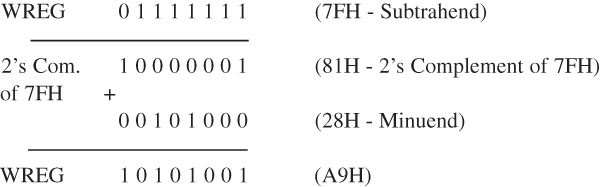 WREG 0 1 1 1 1 1 1 1 (7FH - Subtrahend)
2's Com. 1 0 0 0 0 0 0 1 (81H - 2's Complement of 7FH)
of 7FH +
0 0 1 0 1 0 0 0 (28H - Minuend)
WREG 1 0 1 0 1 0 0 1 (A9H)